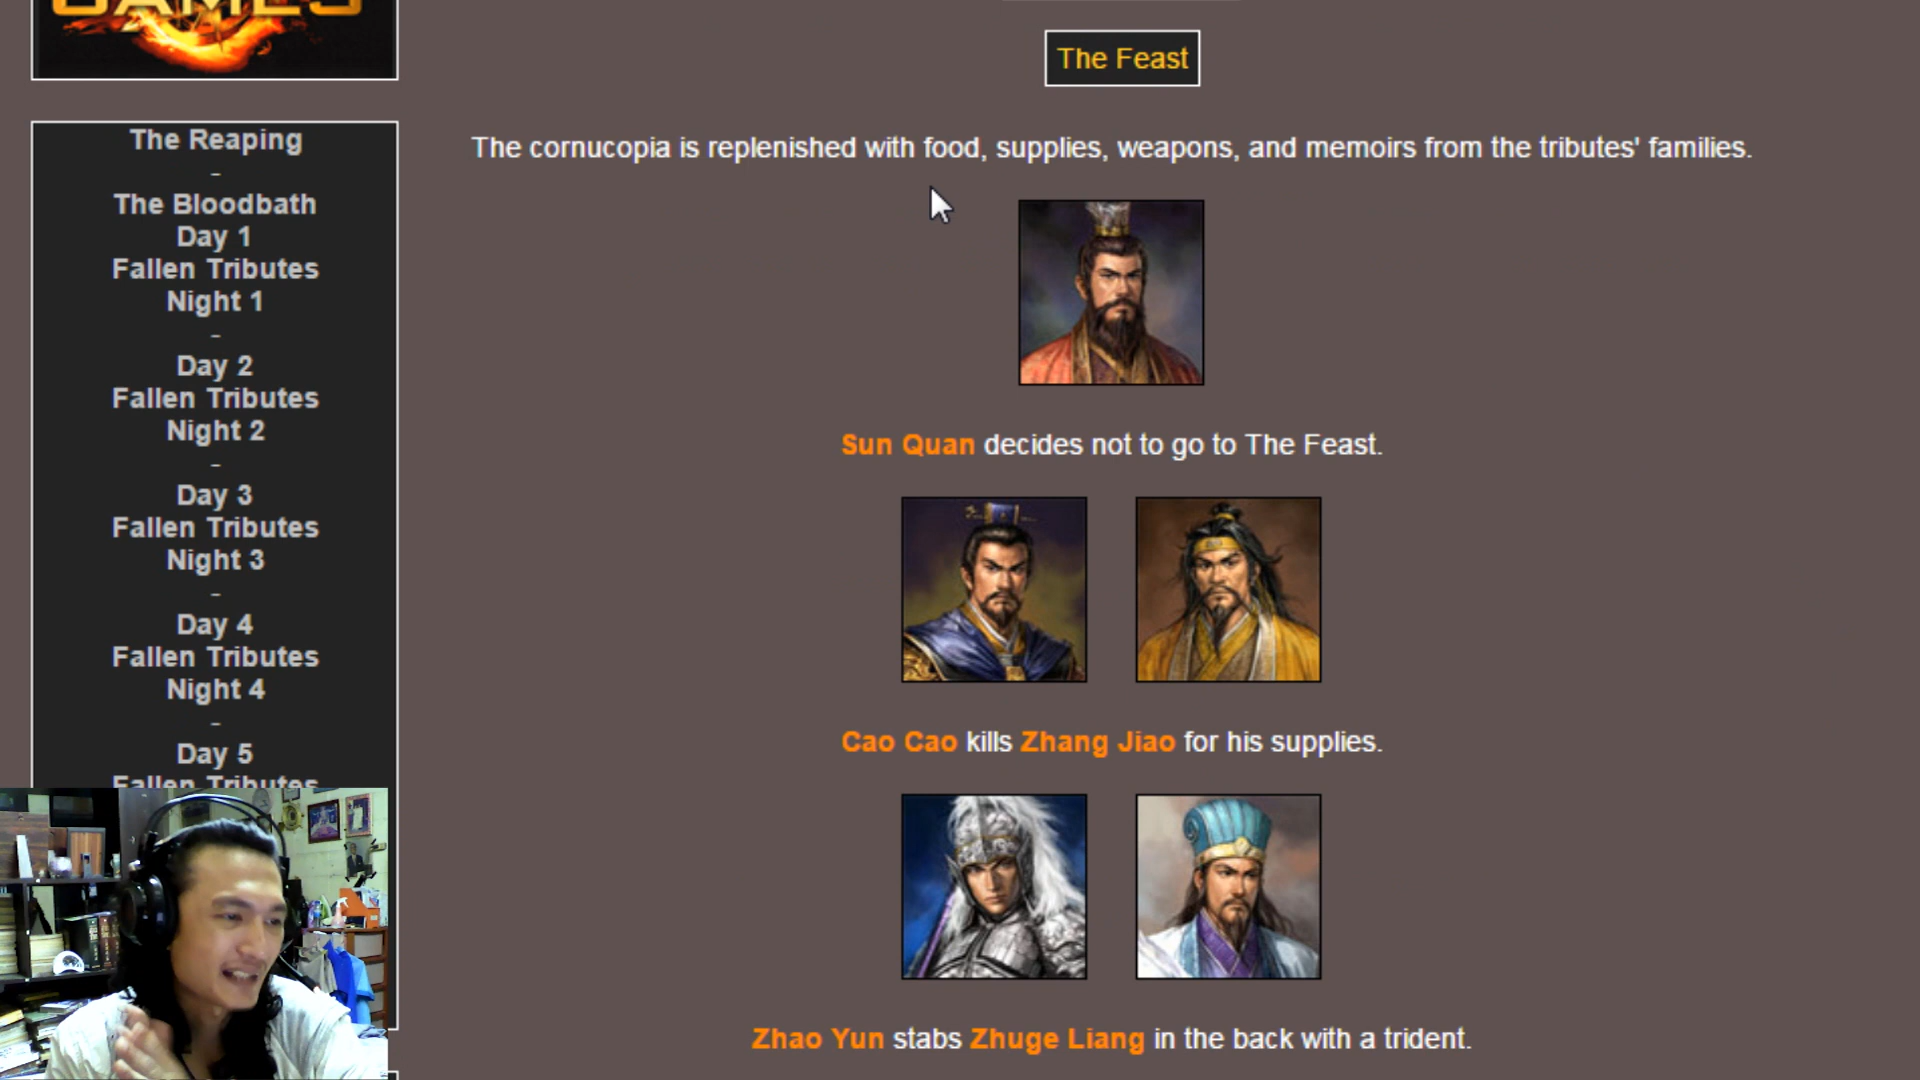 GAMES
The Reaping
-
The Bloodbath
Day 1
Fallen Tributes
Night 1
-
Day 2
Fallen Tributes
Night 2
-
Day 3
Fallen Tributes
Night 3
-
Day 4
Fallen Tributes
Night 4
-
Day 5
Fallen Tributes
The Feast
The cornucopia is replenished with food, supplies, weapons, and memoirs from the tributes' families.
Sun Quan decides not to go to The Feast.
Cao Cao kills Zhang Jiao for his supplies.
Zhao Yun stabs Zhuge Liang in the back with a trident.